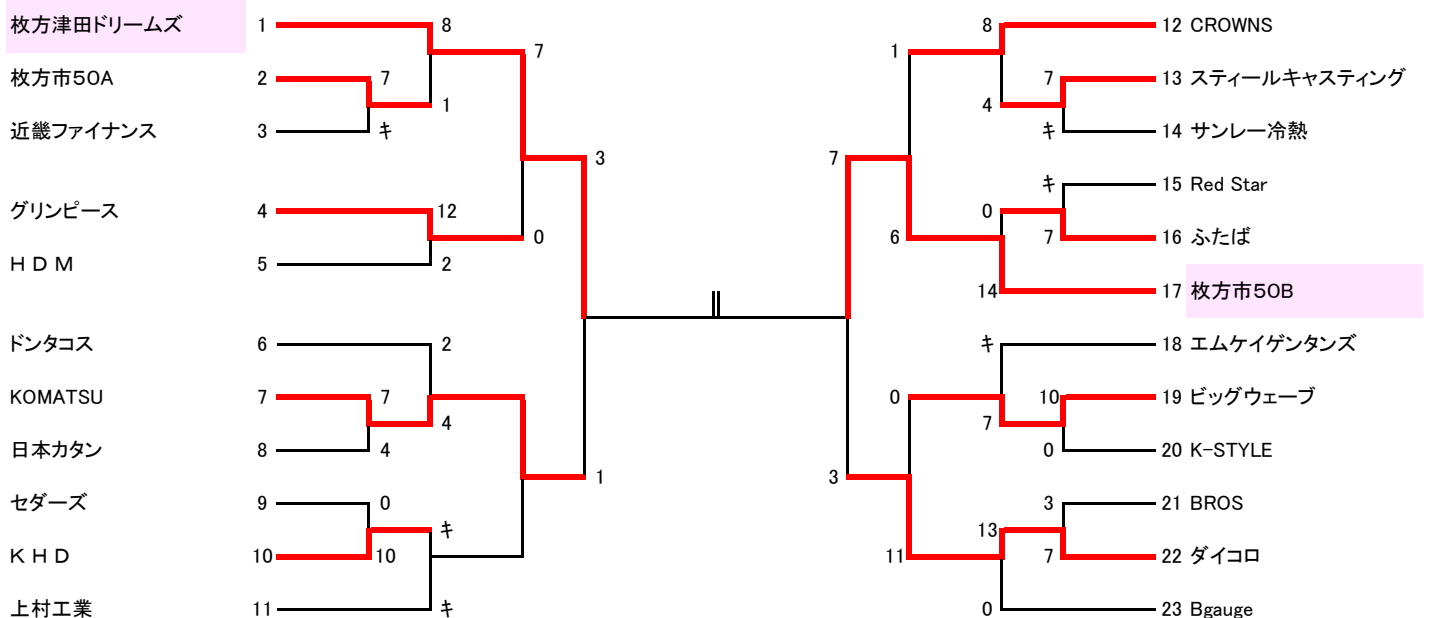 枚方津田ドリームズ 1 8 8 12 CROWNS
7 1
枚方市50A 2 7 7 13 スティールキャスティング
1 4
近畿ファイナンス 3 キ キ 14 サンレー冷熱
3 7
キ 15 Red Star
グリンピース 4 12 0
0 6 7 16 ふたば
HDM 5 2
14 17 枚方市50B
ドンタコス 6 2 キ 18 エムケイゲンタンズ
KOMATSU 7 7 0 10 19 ビッグウェーブ
4 7
日本カタン 8 4 0 20 K-STYLE
1 3
セダーズ 9 0 3 21 BROS
キ 13
KHD 10 10 11 7 22 ダイコロ
上村工業 11 キ 0 23 Bgauge